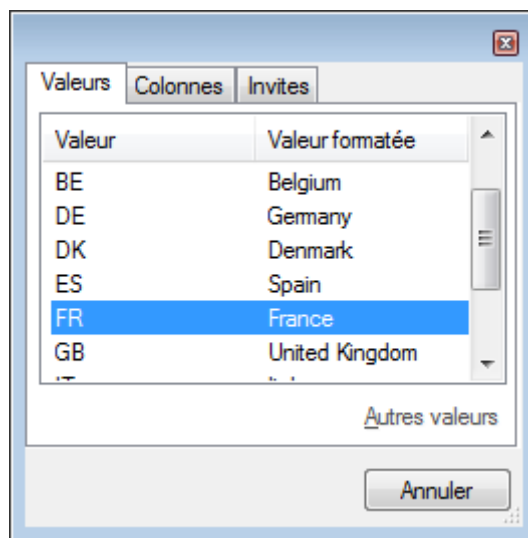 Valeurs Colonnes Invites
Valeur Valeur formatée
BE Belgium
DE Germany
DK Denmark
ES Spain
FR France
GB United Kingdom
Autres valeurs
Annuler